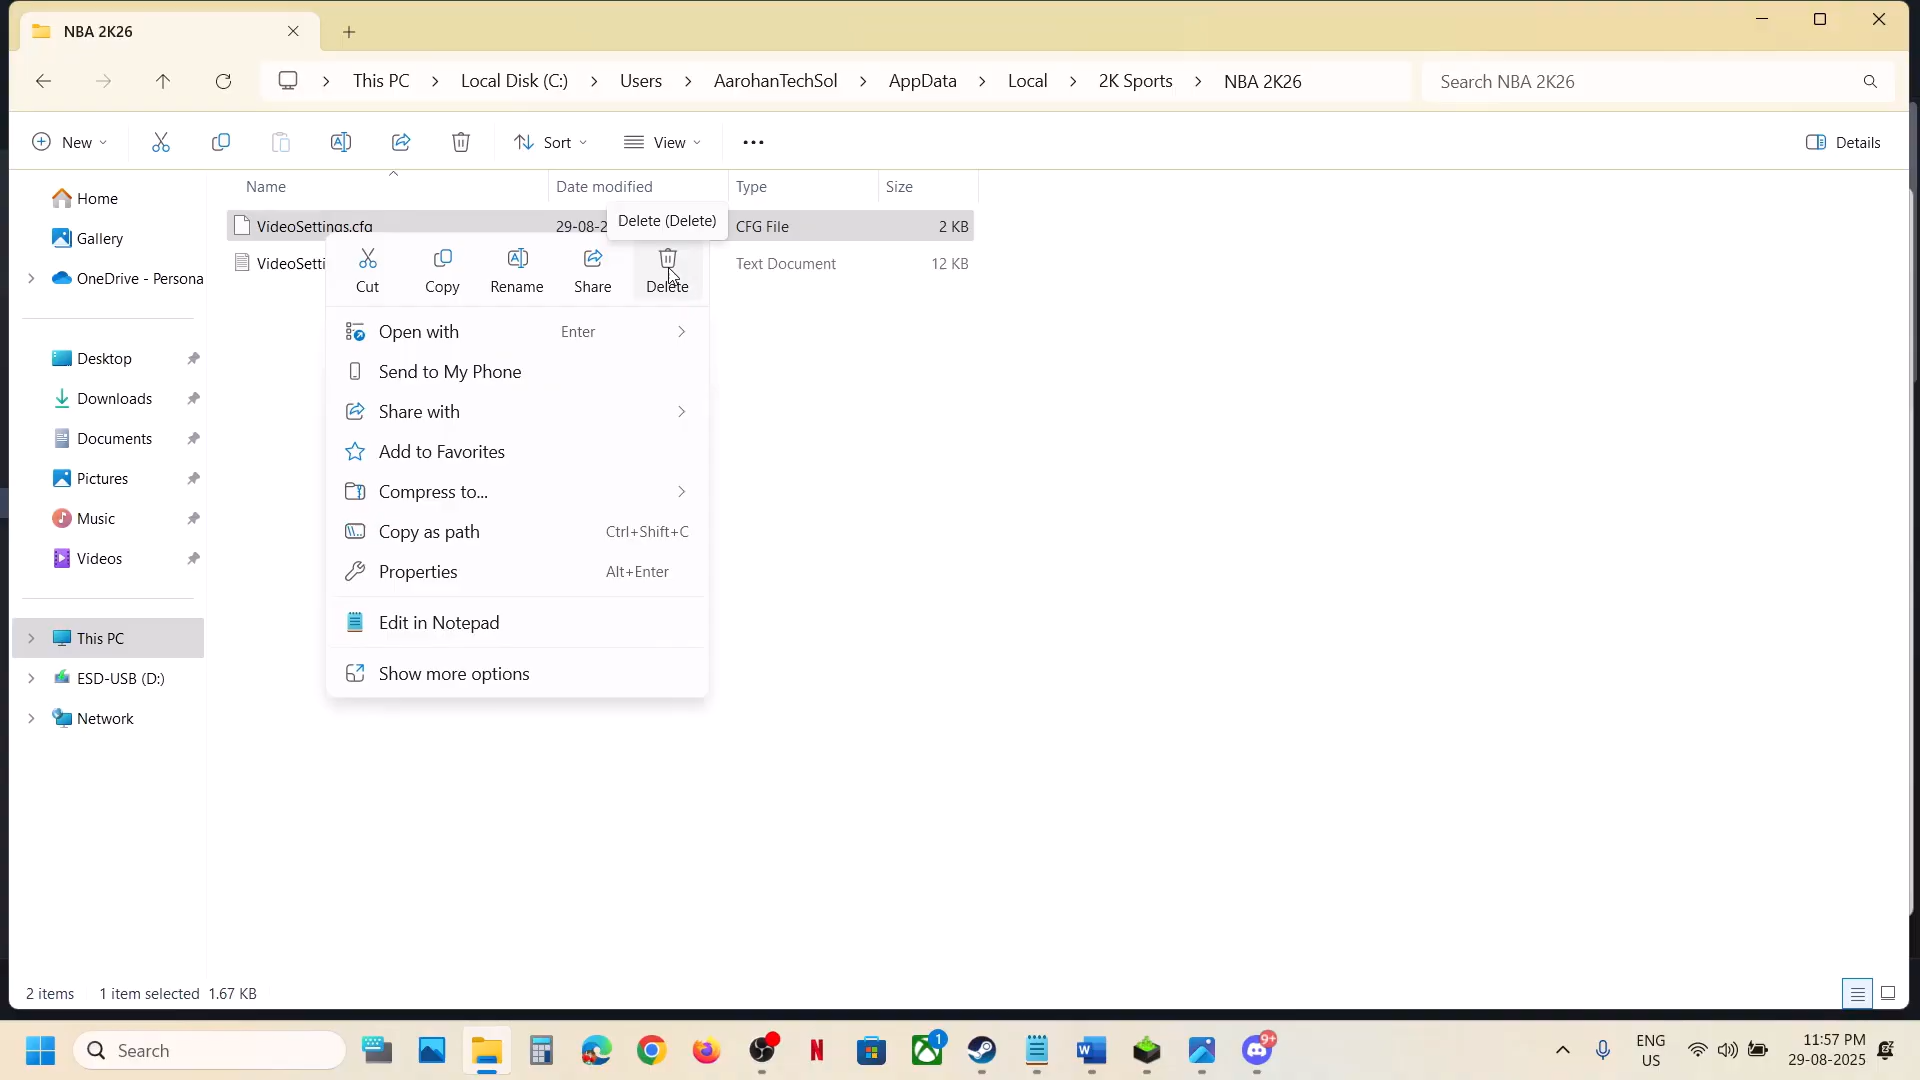 NBA 2K26
This PC
Local Disk (C:)
Users
AarohanTechSol
AppData
Local
2K Sports
NBA 2K26
Search NBA 2K26
New
Sort
View
Details
Name
Date modified
Type
Size
VideoSettings.cfg
29-08-2
CFG File
2 KB
Delete (Delete)
VideoSetti
Text Document
12 KB
Cut
Copy
Rename
Share
Delete
Open with
Enter
Send to My Phone
Share with
Add to Favorites
Compress to...
Copy as path
Ctrl+Shift+C
Properties
Alt+Enter
Edit in Notepad
Show more options
Home
Gallery
OneDrive - Persona
Desktop
Downloads
Documents
Pictures
Music
Videos
This PC
ESD-USB (D:)
Network
2 items
1 item selected 1.67 KB
Search
N
1
W
9+
ENG
US
11:57 PM
29-08-2025